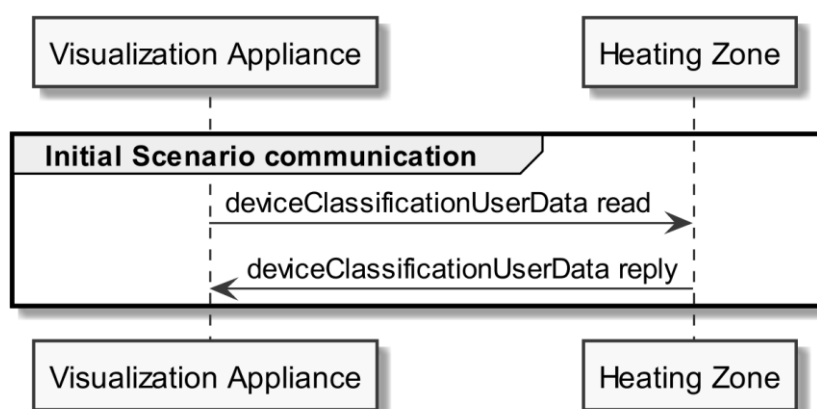 Visualization Appliance
Heating Zone
Initial Scenario communication
deviceClassificationUserData read
deviceClassificationUserData reply
Visualization Appliance
Heating Zone